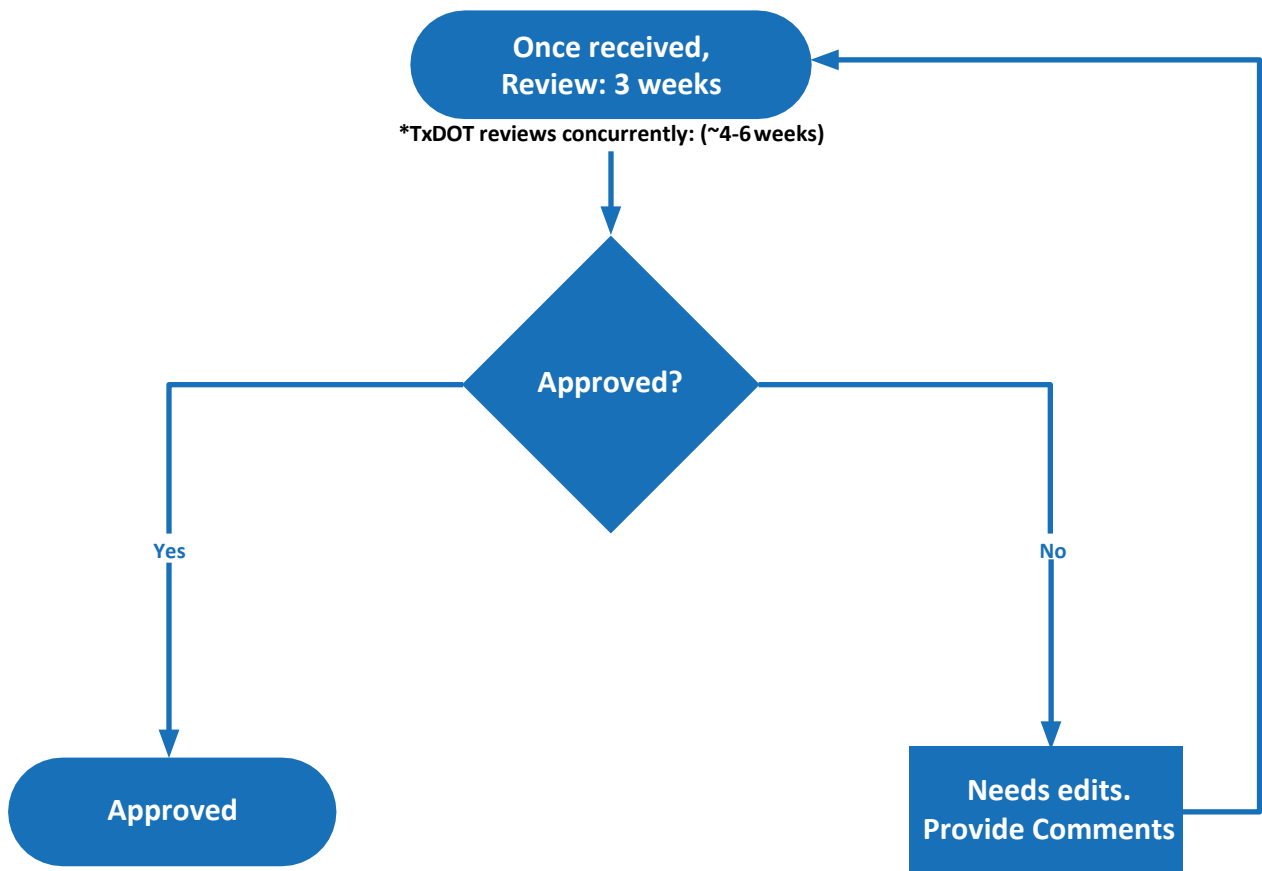 Once received,
Review: 3 weeks
*TxDOT reviews concurrently: (~4-6 weeks)
Approved?
Yes
No
Approved
Needs edits.
Provide Comments